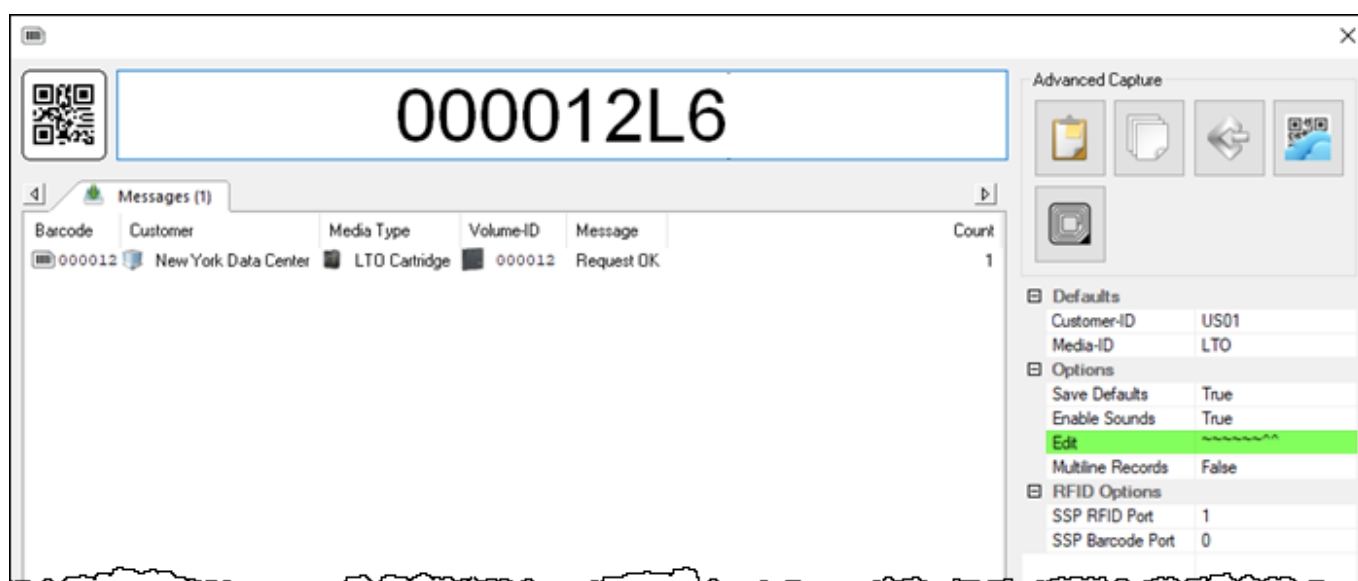 000012L6
Advanced Capture
Messages (1)
Barcode Customer Media Type Volume-ID Message Count
000012 New York Data Center LTO Cartridge 000012 Request OK 1
Defaults
Customer-ID US01
Media-ID LTO
Options
Save Defaults True
Enable Sounds True
Edit ~~~~~~^^
Multiline Records False
RFID Options
SSP RFID Port 1
SSP Barcode Port 0